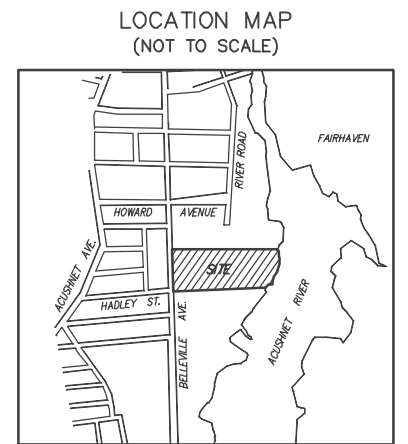 LOCATION MAP
(NOT TO SCALE)
FAIRHAVEN
RIVER ROAD
HOWARD AVENUE
ACUSHNET AVE.
SITE
HADLEY ST.
BELLEVILLE AVE.
ACUSHNET RIVER